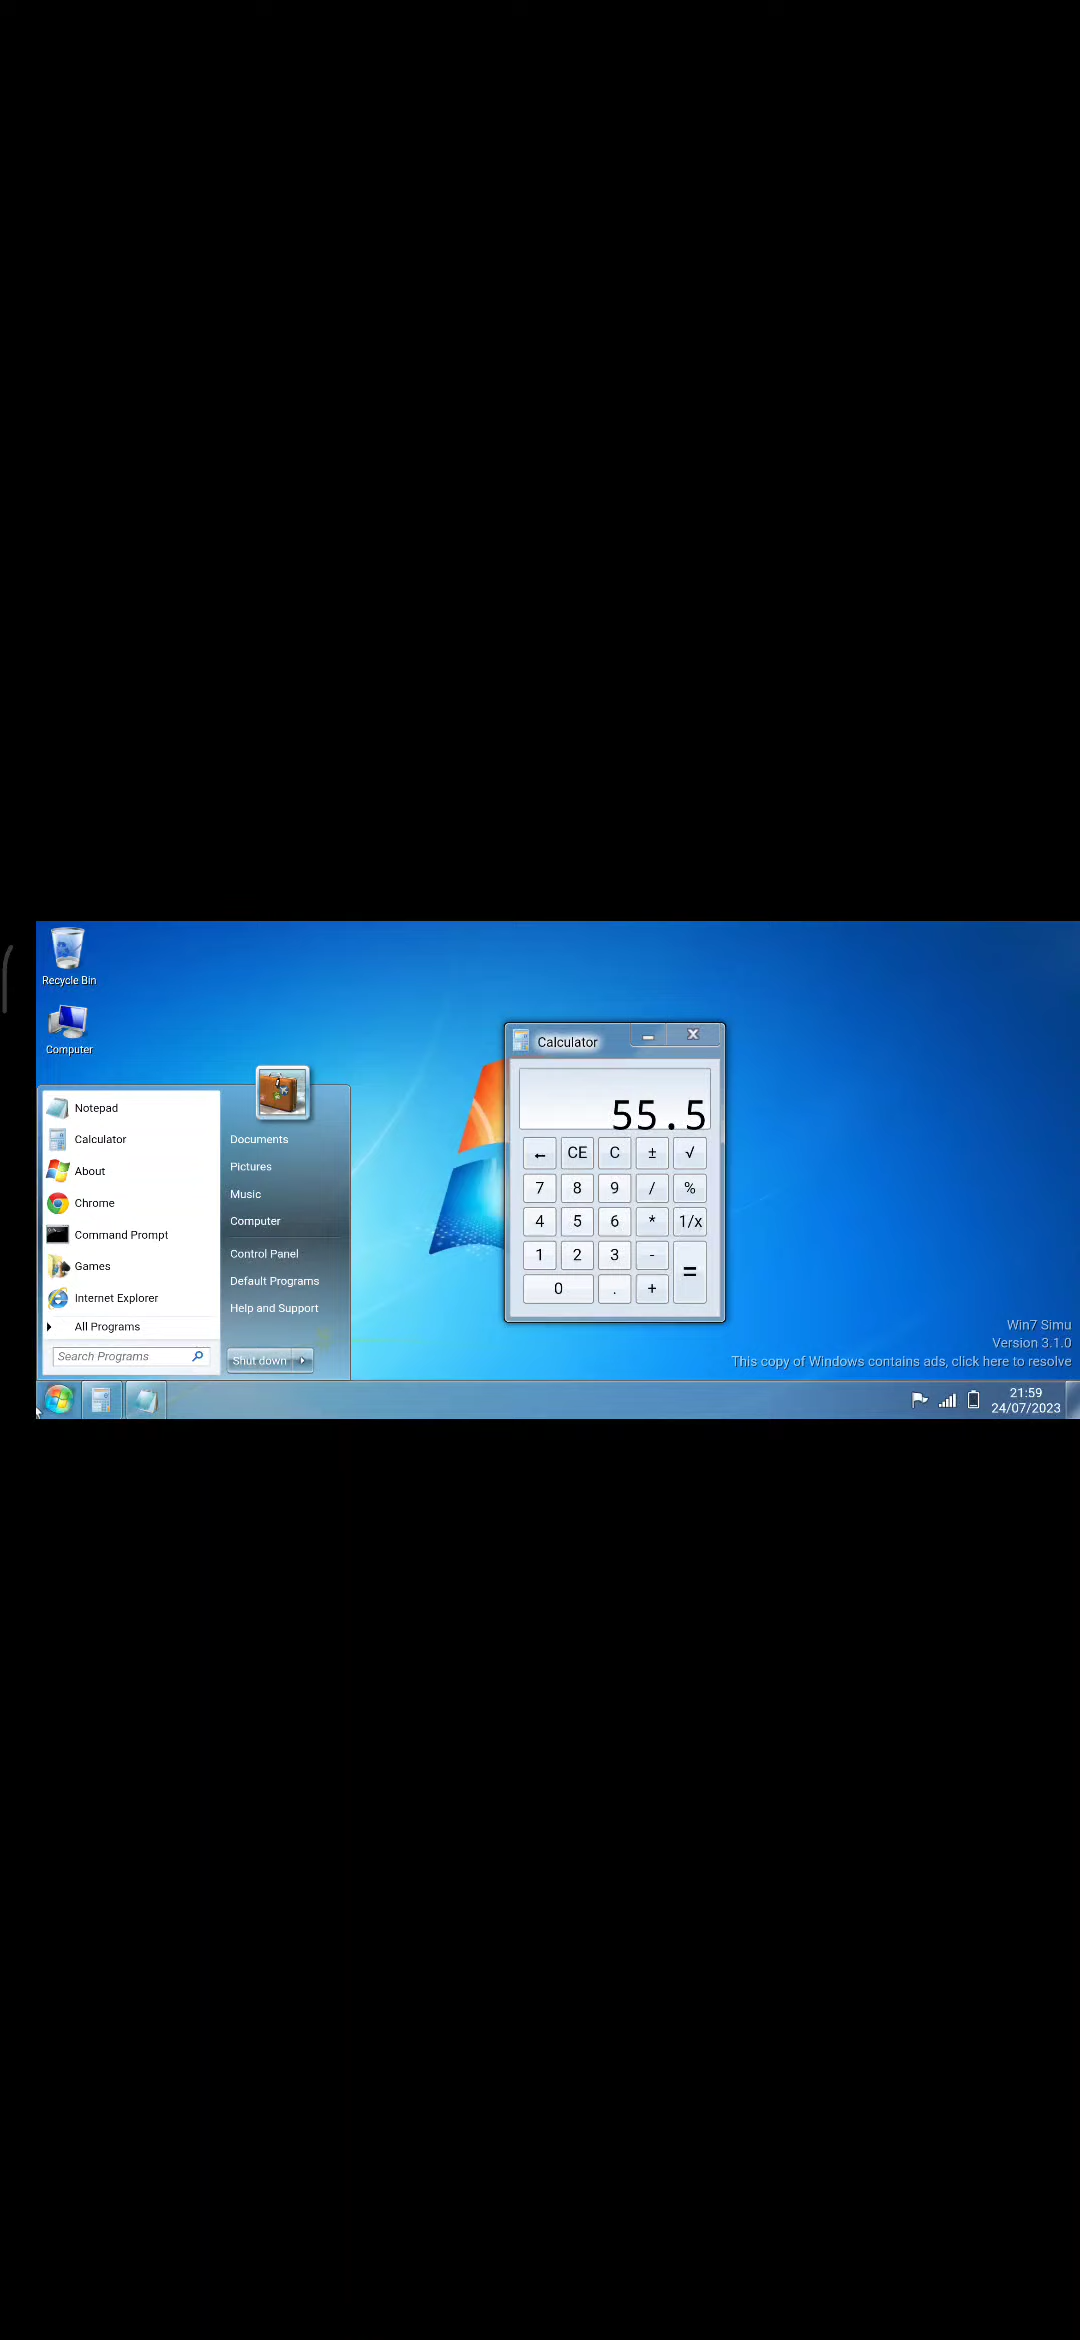 Recycle Bin
Computer
Notepad
Calculator
About
Chrome
Command Prompt
Games
Internet Explorer
All Programs
Search Programs
Documents
Pictures
Music
Computer
Control Panel
Default Programs
Help and Support
Shut down
Calculator
55.5
← CE C ± √
7 8 9 / %
4 5 6 * 1/x
1 2 3 - =
0 . +
Win7 Simu
Version 3.1.0
This copy of Windows contains ads, click here to resolve
21:59
24/07/2023